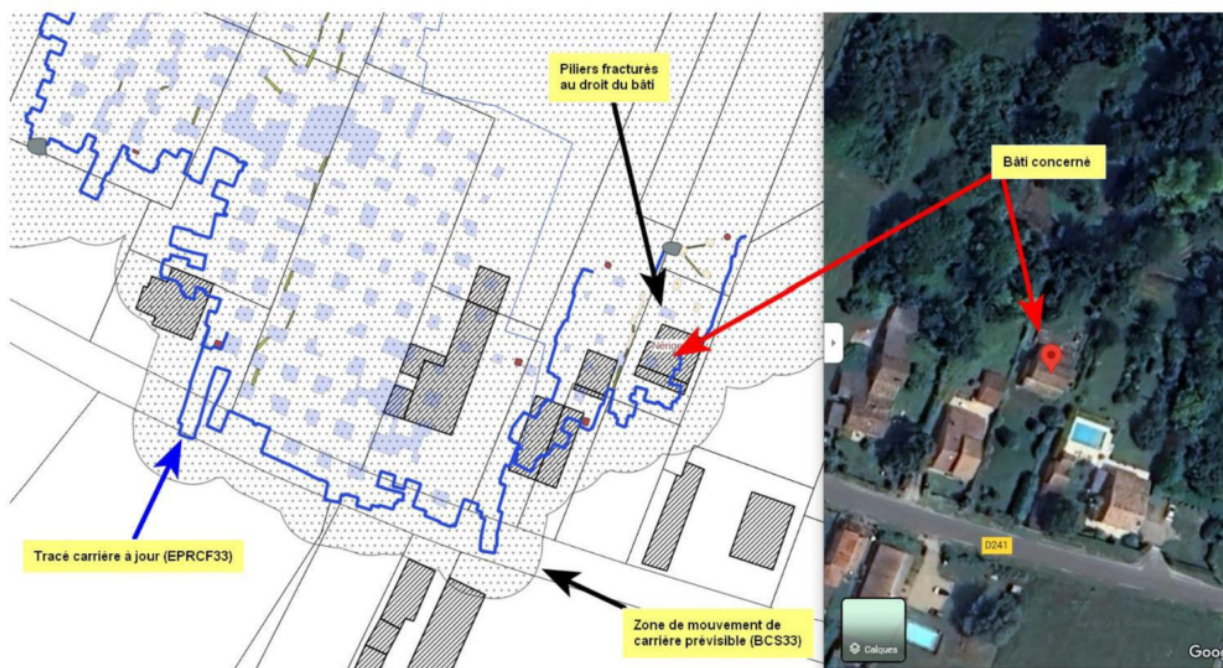 Piliers fracturés
au droit du bâti
Bâti concerné
Tracé carrière à jour (EPRCF33)
Zone de mouvement de
carrière prévisible (BCS33)
D241
Calques
Goo